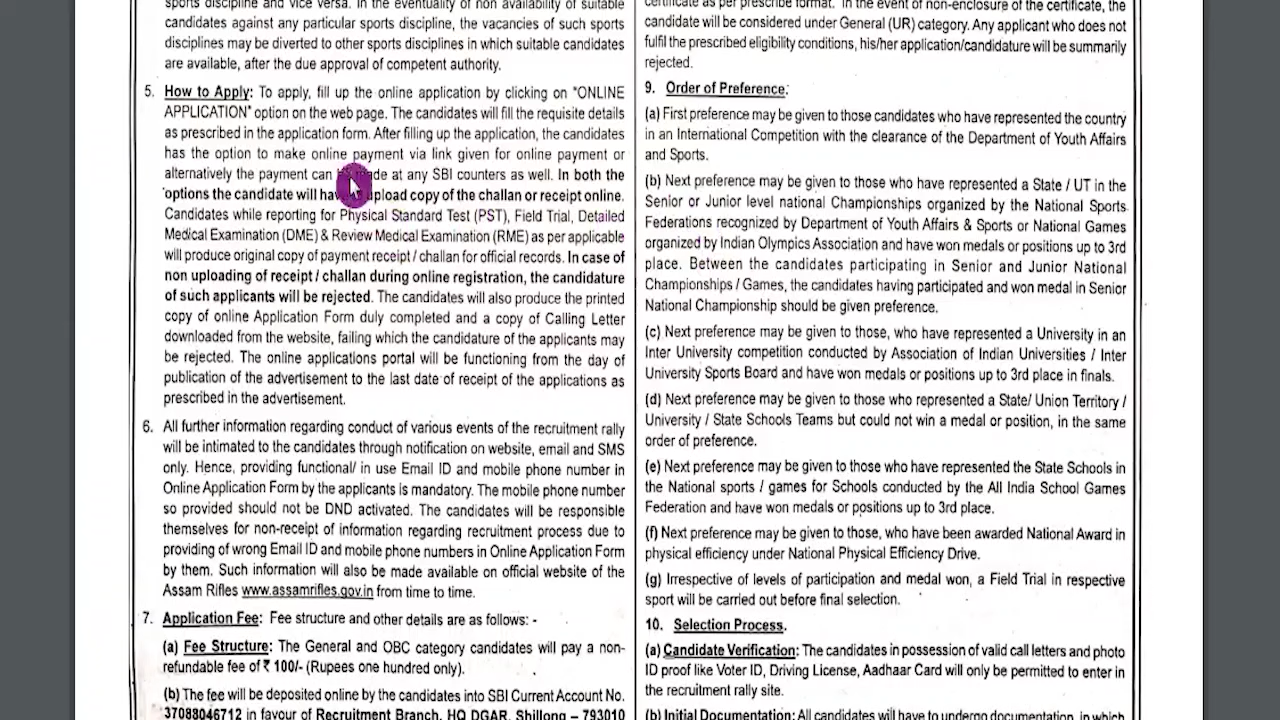 sports discipline and vice versa. In the eventuality of non availability of suitable
candidates against any particular sports discipline, the vacancies of such sports
disciplines may be diverted to other sports disciplines in which suitable candidates
are available, after the due approval of competent authority.
5. How to Apply: To apply, fill up the online application by clicking on "ONLINE
APPLICATION" option on the web page. The candidates will fill the requisite details
as prescribed in the application form. After filling up the application, the candidates
has the option to make online payment via link given for online payment or
alternatively the payment can made at any SBI counters as well. In both the
options the candidate will have upload copy of the challan or receipt online.
Candidates while reporting for Physical Standard Test (PST), Field Trial, Detailed
Medical Examination (DME) & Review Medical Examination (RME) as per applicable
will produce original copy of payment receipt / challan for official records. In case of
non uploading of receipt / challan during online registration, the candidature
of such applicants will be rejected. The candidates will also produce the printed
copy of online Application Form duly completed and a copy of Calling Letter
downloaded from the website, failing which the candidature of the applicants may
be rejected. The online applications portal will be functioning from the day of
publication of the advertisement to the last date of receipt of the applications as
prescribed in the advertisement.
6. All further information regarding conduct of various events of the recruitment rally
will be intimated to the candidates through notification on website, email and SMS
only. Hence, providing functional/ in use Email ID and mobile phone number in
Online Application Form by the applicants is mandatory. The mobile phone number
so provided should not be DND activated. The candidates will be responsible
themselves for non-receipt of information regarding recruitment process due to
providing of wrong Email ID and mobile phone numbers in Online Application Form
by them. Such information will also be made available on official website of the
Assam Rifles www.assamrifles.gov.in from time to time.
7. Application Fee: Fee structure and other details are as follows: -
(a) Fee Structure: The General and OBC category candidates will pay a non-
refundable fee of ₹ 100/- (Rupees one hundred only).
(b) The fee will be deposited online by the candidates into SBI Current Account No.
37088046712 in favour of Recruitment Branch, HQ DGAR, Shillong – 793010
certificate as per prescribe format. In the event of non-enclosure of the certificate, the
candidate will be considered under General (UR) category. Any applicant who does not
fulfil the prescribed eligibility conditions, his/her application/candidature will be summarily
rejected.
9. Order of Preference:
(a) First preference may be given to those candidates who have represented the country
in an International Competition with the clearance of the Department of Youth Affairs
and Sports.
(b) Next preference may be given to those who have represented a State / UT in the
Senior or Junior level national Championships organized by the National Sports
Federations recognized by Department of Youth Affairs & Sports or National Games
organized by Indian Olympics Association and have won medals or positions up to 3rd
place. Between the candidates participating in Senior and Junior National
Championships / Games, the candidates having participated and won medal in Senior
National Championship should be given preference.
(c) Next preference may be given to those, who have represented a University in an
Inter University competition conducted by Association of Indian Universities / Inter
University Sports Board and have won medals or positions up to 3rd place in finals.
(d) Next preference may be given to those who represented a State/ Union Territory /
University / State Schools Teams but could not win a medal or position, in the same
order of preference.
(e) Next preference may be given to those who have represented the State Schools in
the National sports / games for Schools conducted by the All India School Games
Federation and have won medals or positions up to 3rd place.
(f) Next preference may be given to those, who have been awarded National Award in
physical efficiency under National Physical Efficiency Drive.
(g) Irrespective of levels of participation and medal won, a Field Trial in respective
sport will be carried out before final selection.
10. Selection Process.
(a) Candidate Verification: The candidates in possession of valid call letters and photo
ID proof like Voter ID, Driving License, Aadhaar Card will only be permitted to enter in
the recruitment rally site.
(b) Initial Documentation: All candidates will have to undergo documentation, in which